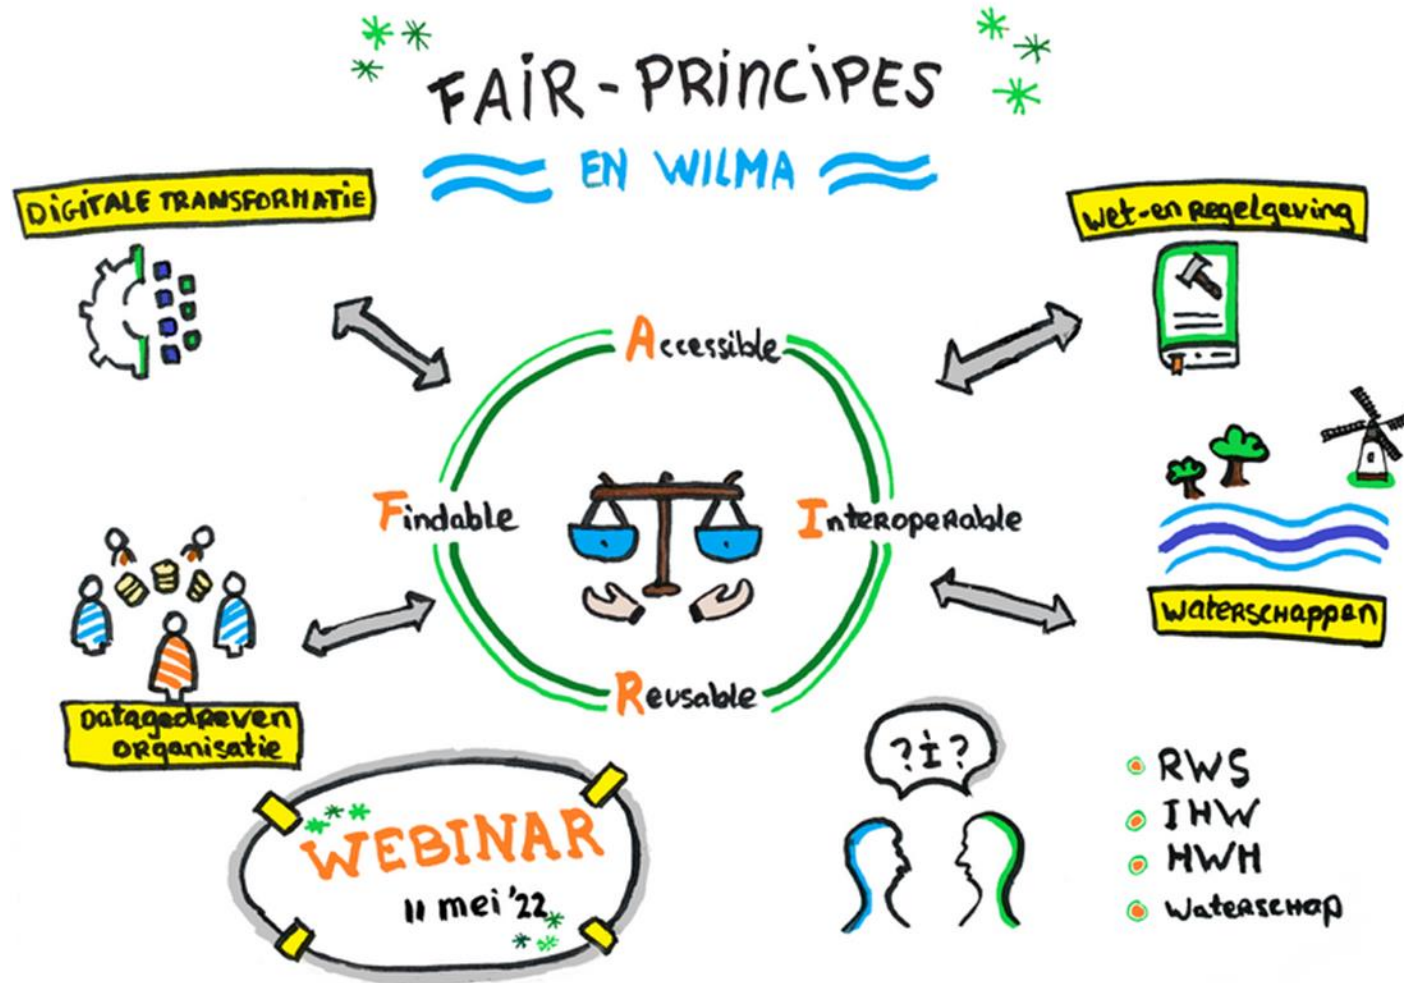 FAIR-PRINCIPES
EN WILMA
DIGITALE TRANSFORMATIE
Wet-en regelgeving
Accessible
Findable
Interoperable
Waterschappen
Reusable
Datagedreven
organisatie
?i?
WEBINAR
11 mei '22
RWS
IHW
HWH
Waterschap